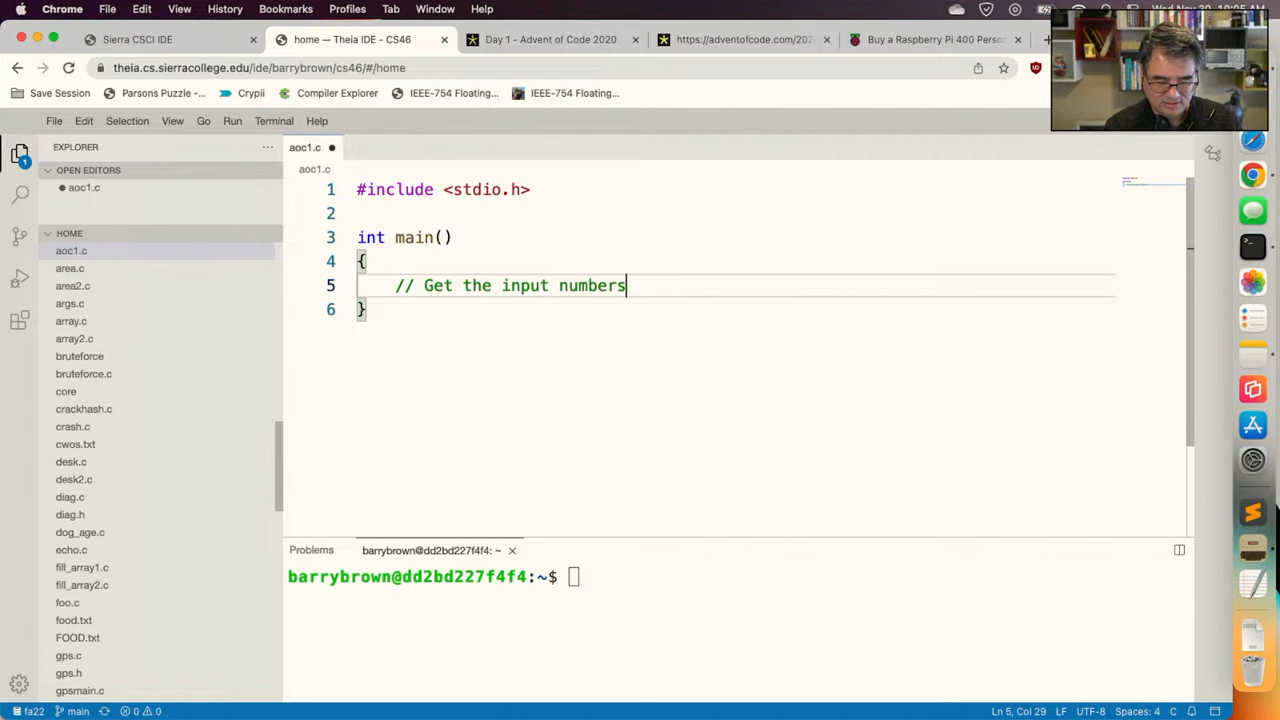 Chrome File Edit View History Bookmarks Profiles Tab Window Help
Sierra CSCI IDE
home — Theia IDE - CS46
Day 1 - Advent of Code 2020
https://adventofcode.com/202
Buy a Raspberry Pi 400 Person
theia.cs.sierracollege.edu/ide/barrybrown/cs46/#/home
Save Session
Parsons Puzzle -...
Crypii
Compiler Explorer
IEEE-754 Floating...
IEEE-754 Floating...
File Edit Selection View Go Run Terminal Help
EXPLORER
OPEN EDITORS
aoc1.c
HOME
aoc1.c
area.c
area2.c
args.c
array.c
array2.c
bruteforce
bruteforce.c
core
crackhash.c
crash.c
cwos.txt
desk.c
desk2.c
diag.c
diag.h
dog_age.c
echo.c
fill_array1.c
fill_array2.c
foo.c
food.txt
FOOD.txt
gps.c
gps.h
gpsmain.c
aoc1.c
aoc1.c
1 #include <stdio.h>
2
3 int main()
4 {
5 // Get the input numbers
6 }
Problems
barrybrown@dd2bd227f4f4: ~
barrybrown@dd2bd227f4f4:~$
fa22 main 0 0
Ln 5, Col 29 LF UTF-8 Spaces: 4 C